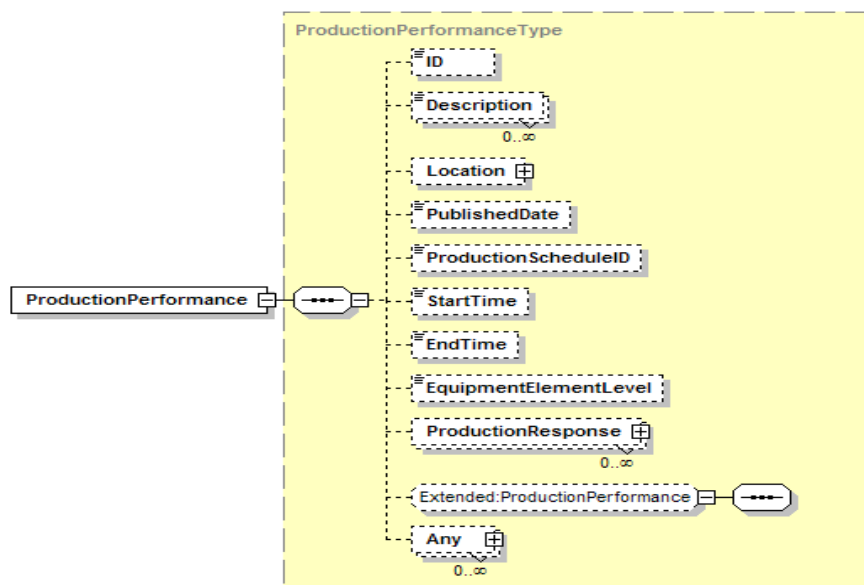 ProductionPerformanceType
ID
Description
0..∞
Location
PublishedDate
ProductionScheduleID
ProductionPerformance
StartTime
EndTime
EquipmentElementLevel
ProductionResponse
0..∞
Extended:ProductionPerformance
Any
0..∞